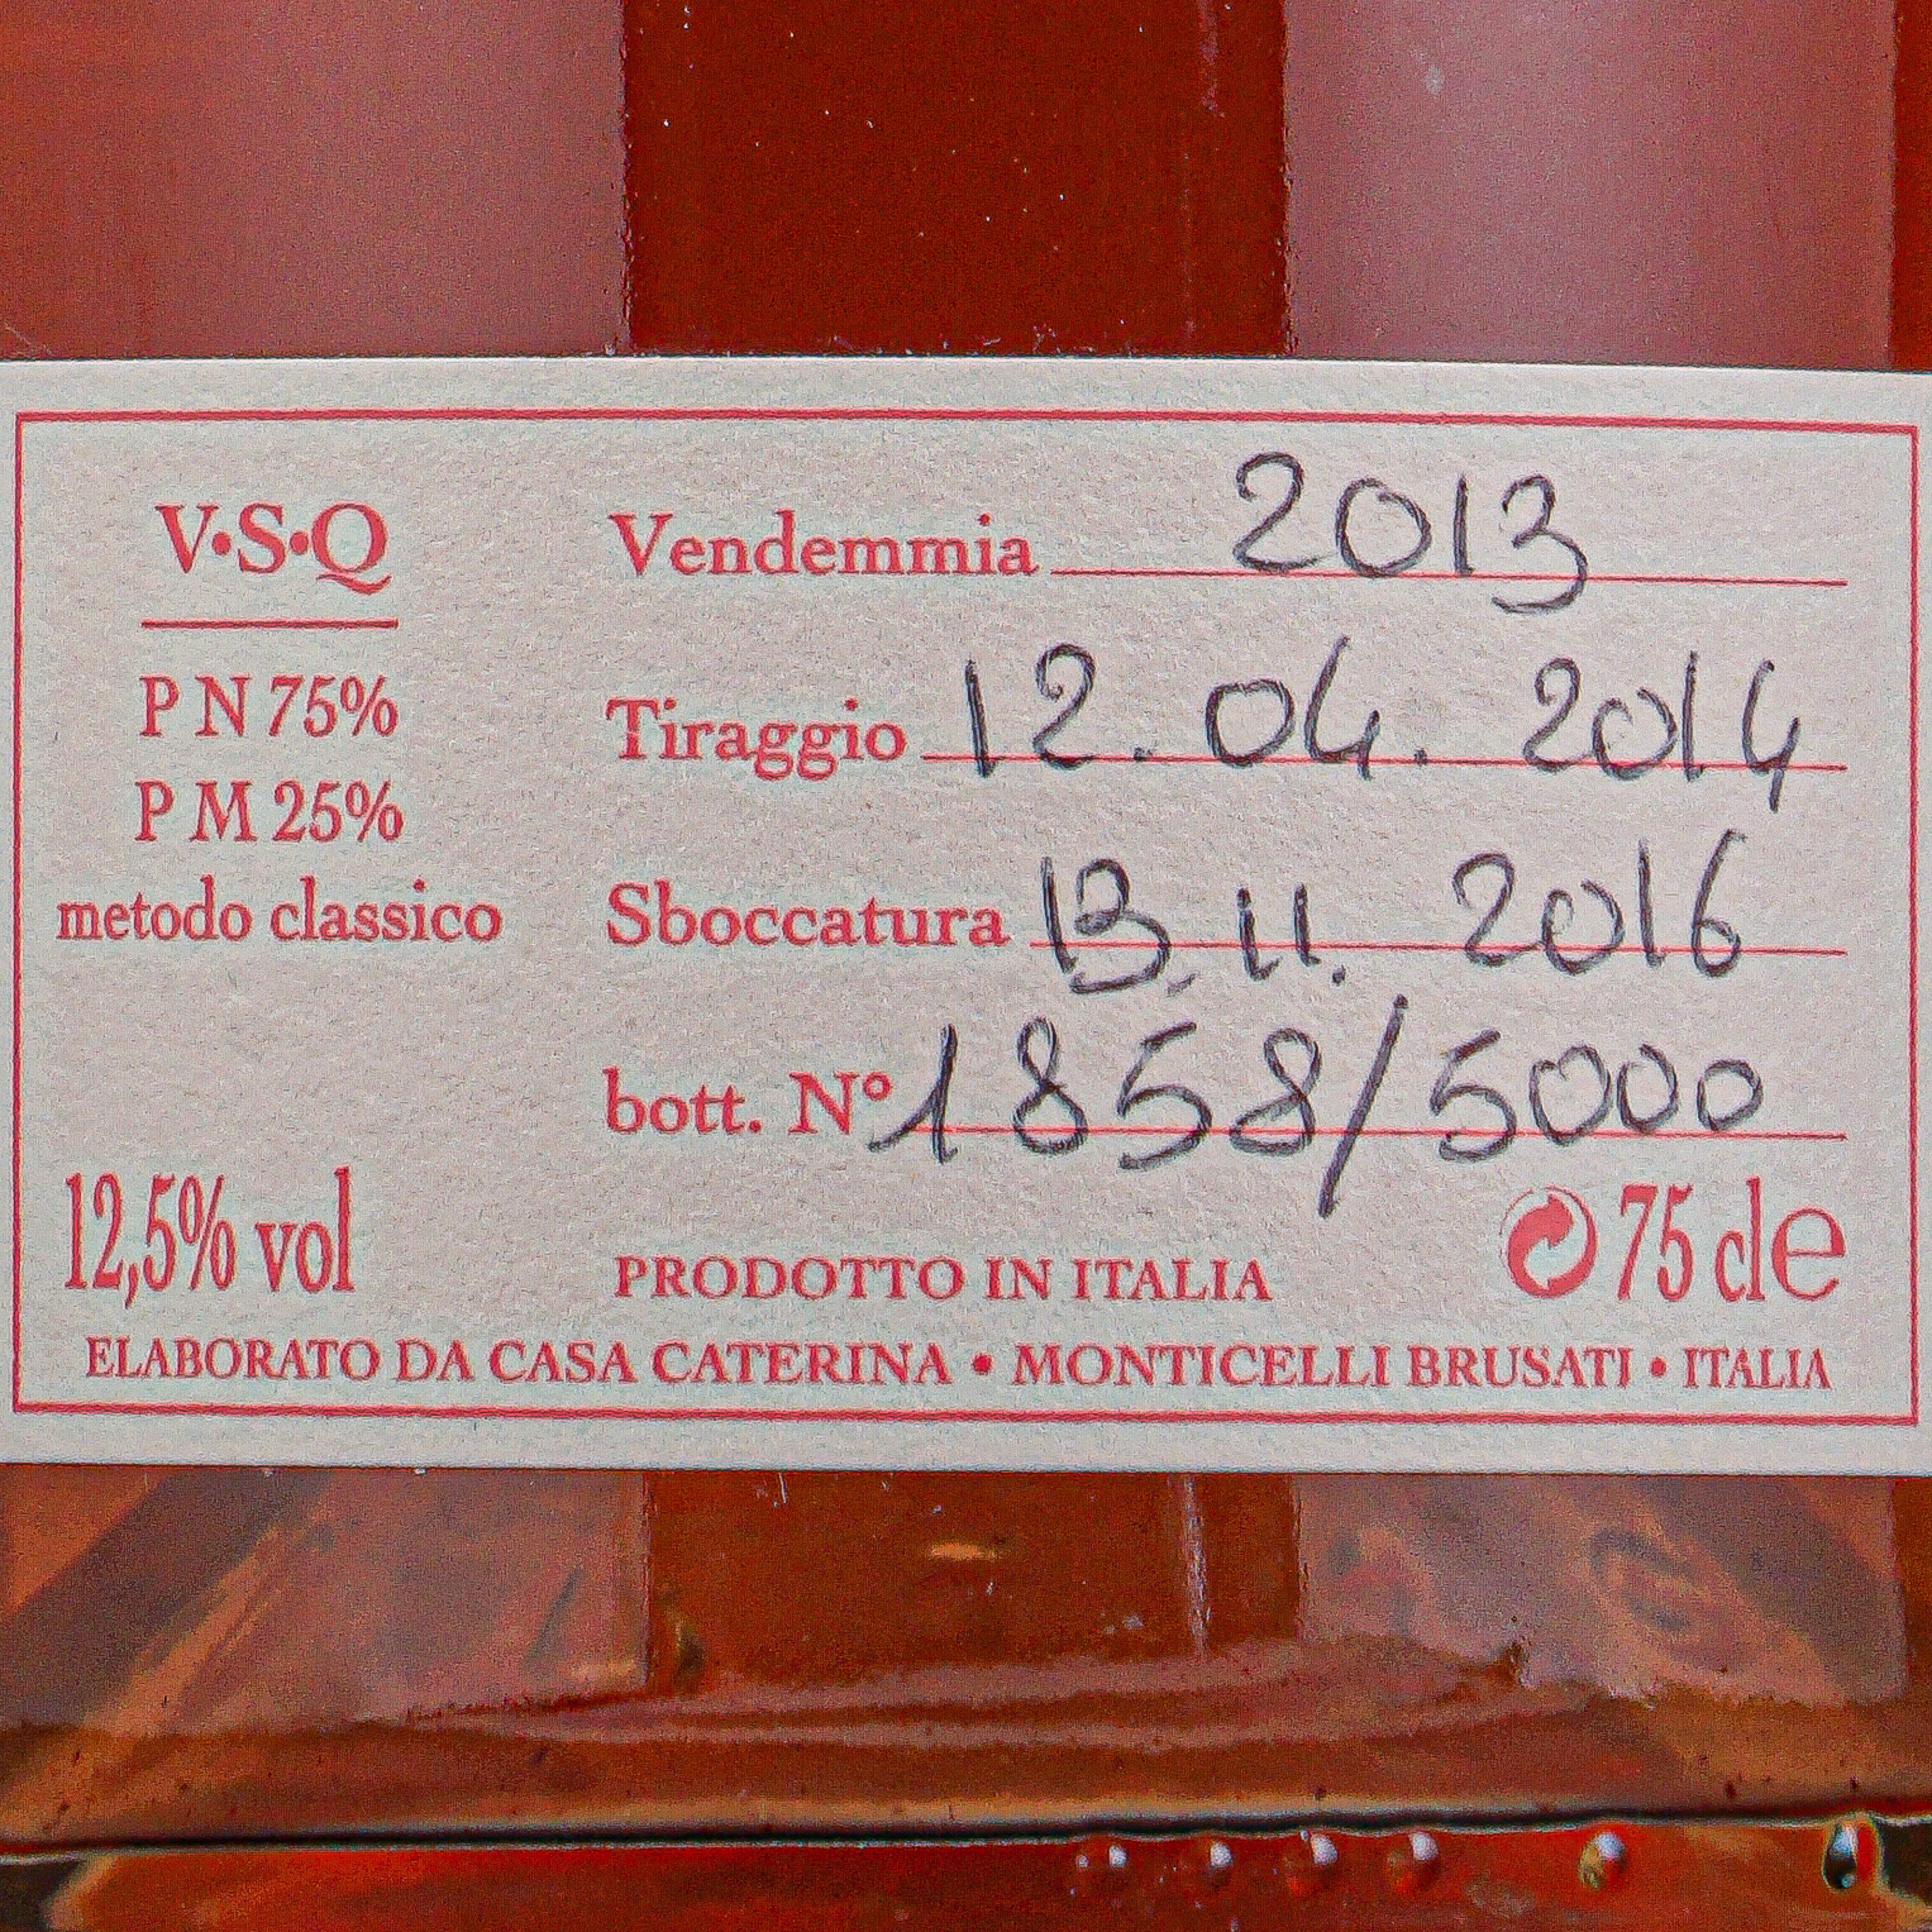 V·S·Q
P N 75%
P M 25%
metodo classico
Vendemmia 2013
Tiraggio 12.04. 2014
Sboccatura 13.11. 2016
bott. N° 1858/5000
12,5% vol
PRODOTTO IN ITALIA
75 cl e
ELABORATO DA CASA CATERINA • MONTICELLI BRUSATI • ITALIA